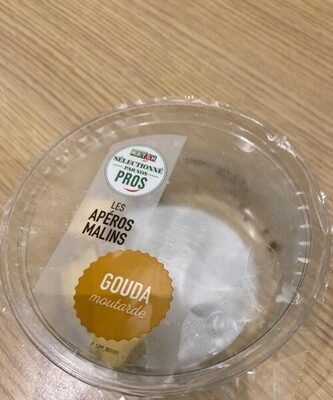 SÉLECTIONNÉ
PAR NOS
PROS
LES
APÉROS
MALINS
GOUDA
moutarde